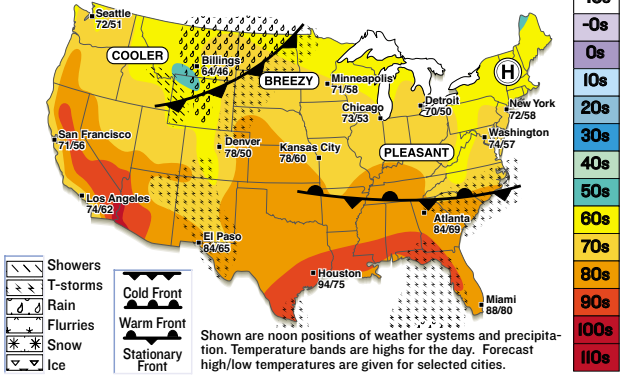 Seattle
72/51
COOLER
Billings
64/46
BREEZY
Minneapolis
71/58
Chicago
73/53
Detroit
70/50
H
New York
72/58
Washington
74/57
San Francisco
71/56
Denver
78/50
Kansas City
78/60
PLEASANT
Los Angeles
74/62
El Paso
84/65
Atlanta
84/69
Houston
94/75
Miami
88/80
Showers
T-storms
Rain
Flurries
Snow
Ice
Cold Front
Warm Front
Stationary
Front
Shown are noon positions of weather systems and precipita-
tion. Temperature bands are highs for the day. Forecast
high/low temperatures are given for selected cities.
-0s
0s
10s
20s
30s
40s
50s
60s
70s
80s
90s
100s
110s